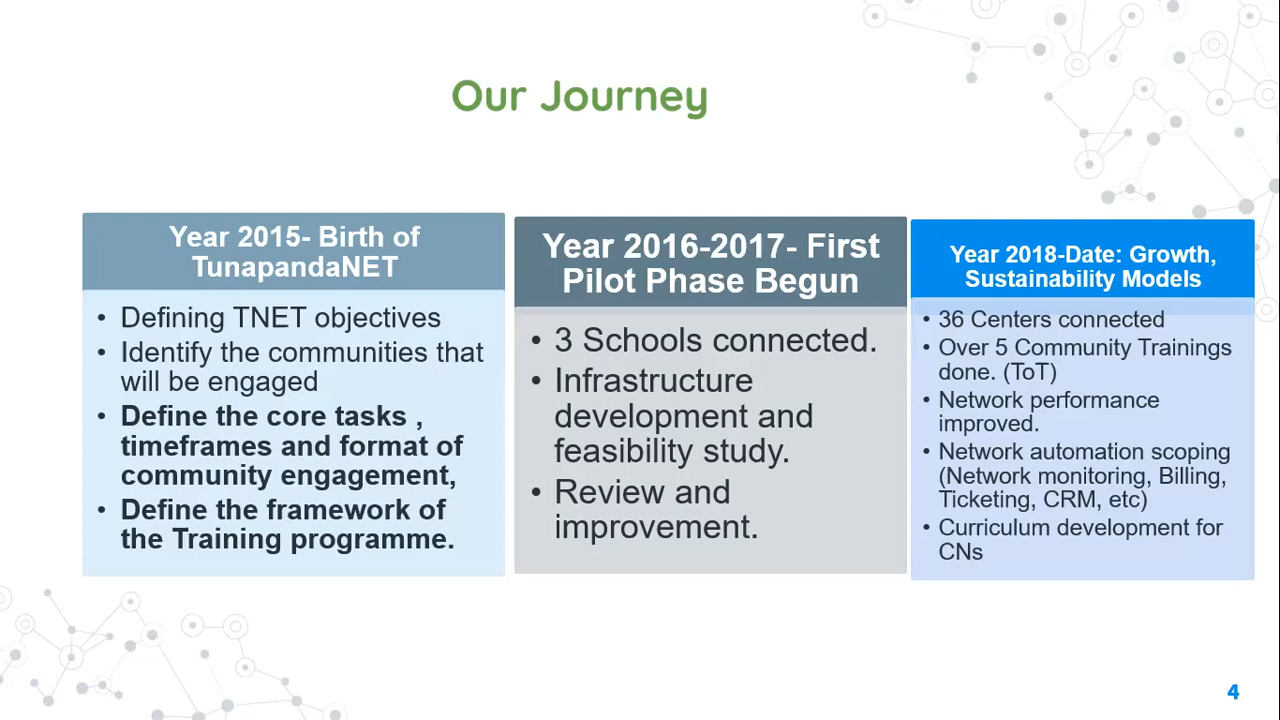 Our Journey
Year 2015- Birth of
TunapandaNET
• Defining TNET objectives
• Identify the communities that
will be engaged
• Define the core tasks ,
timeframes and format of
community engagement,
• Define the framework of
the Training programme.
Year 2016-2017- First
Pilot Phase Begun
• 3 Schools connected.
• Infrastructure
development and
feasibility study.
• Review and
improvement.
Year 2018-Date: Growth,
Sustainability Models
• 36 Centers connected
• Over 5 Community Trainings
done. (ToT)
• Network performance
improved.
• Network automation scoping
(Network monitoring, Billing,
Ticketing, CRM, etc)
• Curriculum development for
CNs
4